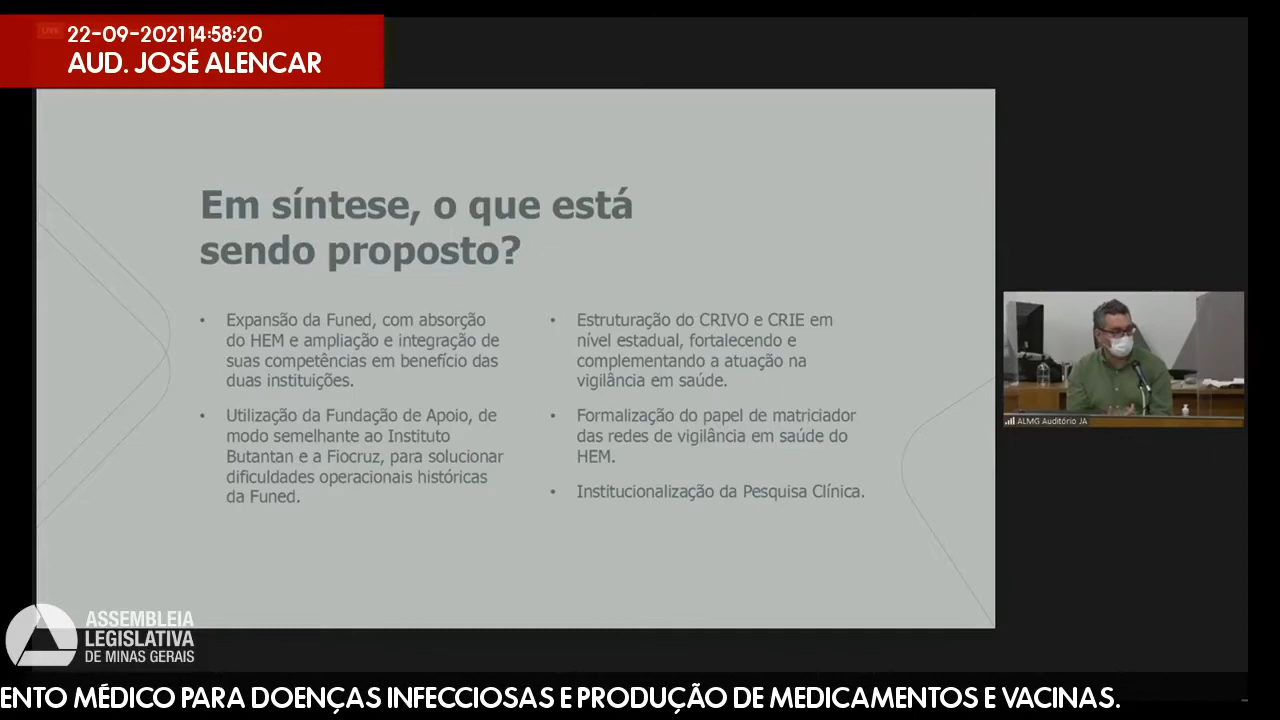 22-09-2021 14:58:20
AUD. JOSÉ ALENCAR
Em síntese, o que está
sendo proposto?
• Expansão da Funed, com absorção
do HEM e ampliação e integração de
suas competências em benefício das
duas instituições.
• Utilização da Fundação de Apoio, de
modo semelhante ao Instituto
Butantan e a Fiocruz, para solucionar
dificuldades operacionais históricas
da Funed.
• Estruturação do CRIVO e CRIE em
nível estadual, fortalecendo e
complementando a atuação na
vigilância em saúde.
• Formalização do papel de matriciador
das redes de vigilância em saúde do
HEM.
• Institucionalização da Pesquisa Clínica.
ALMG Auditório JA
ASSEMBLEIA
LEGISLATIVA
DE MINAS GERAIS
ENTO MÉDICO PARA DOENÇAS INFECCIOSAS E PRODUÇÃO DE MEDICAMENTOS E VACINAS.